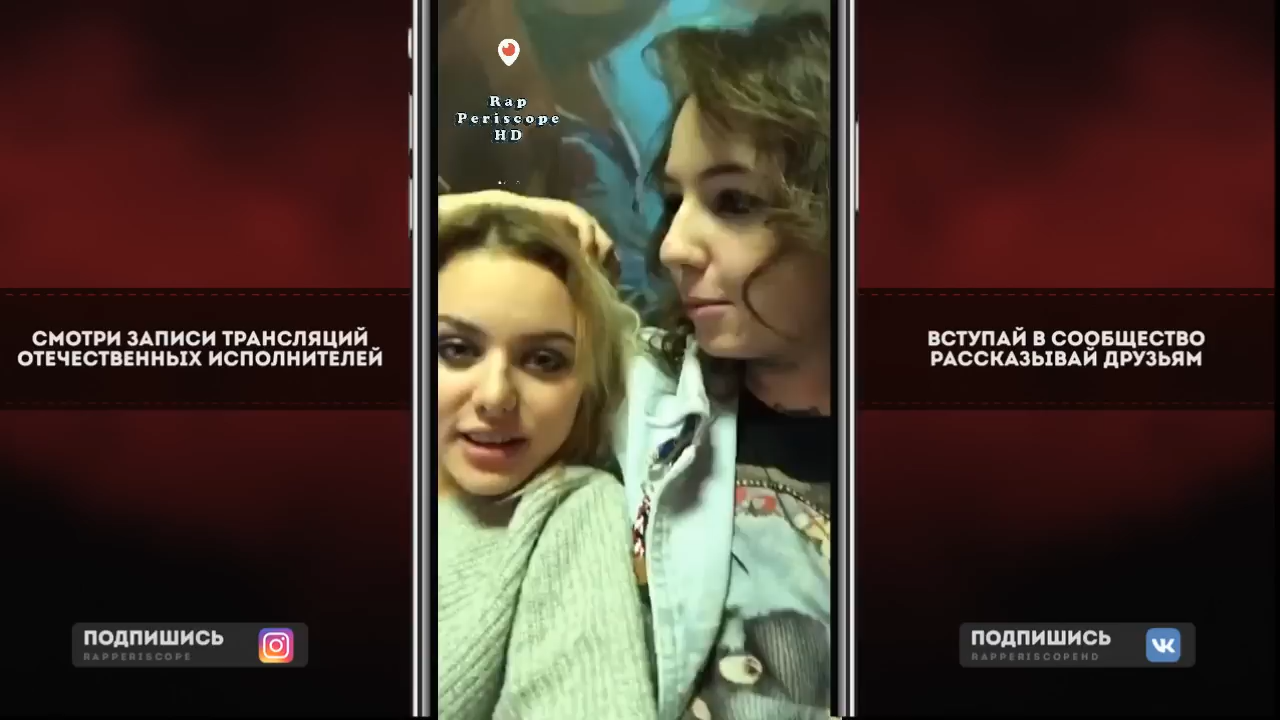 Rap
Periscope
HD
СМОТРИ ЗАПИСИ ТРАНСЛЯЦИЙ
ОТЕЧЕСТВЕННЫХ ИСПОЛНИТЕЛЕЙ
ВСТУПАЙ В СООБЩЕСТВО
РАССКАЗЫВАЙ ДРУЗЬЯМ
ПОДПИШИСЬ
RAPPERISCOPE
ПОДПИШИСЬ
RAPPERISCOPEHD